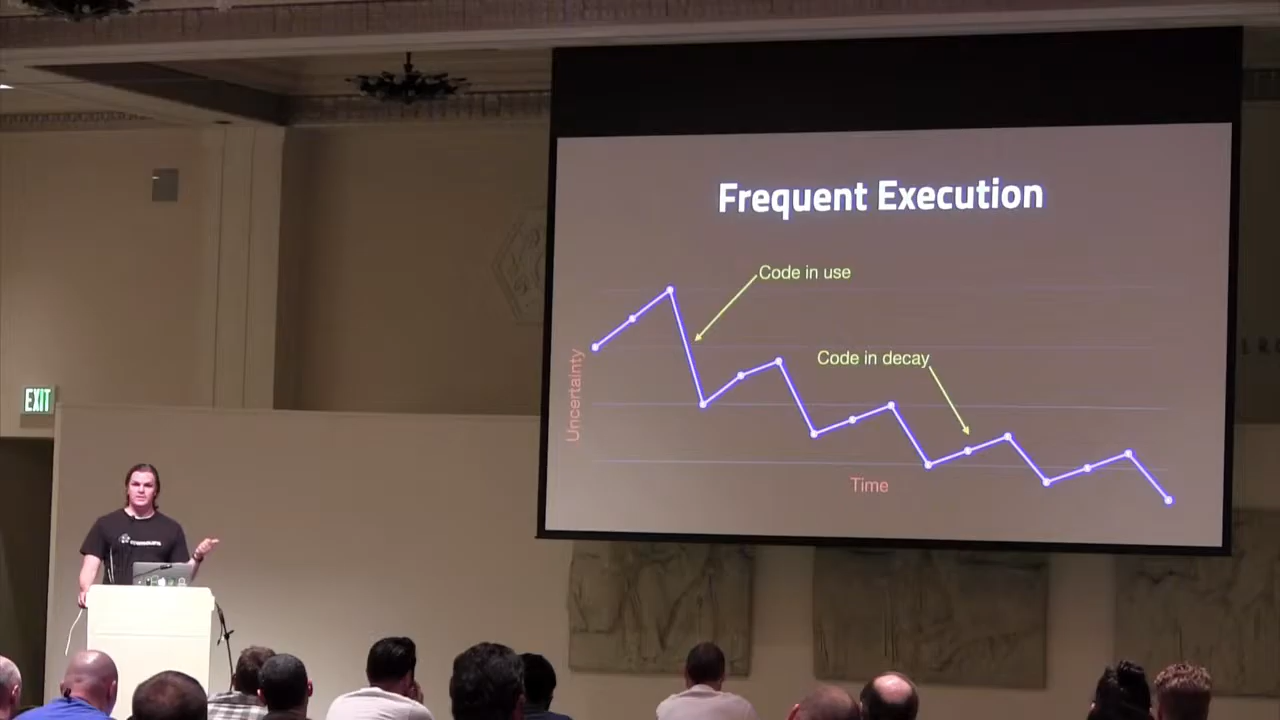 Frequent Execution
Code in use
Code in decay
Uncertainty
Time
EXIT